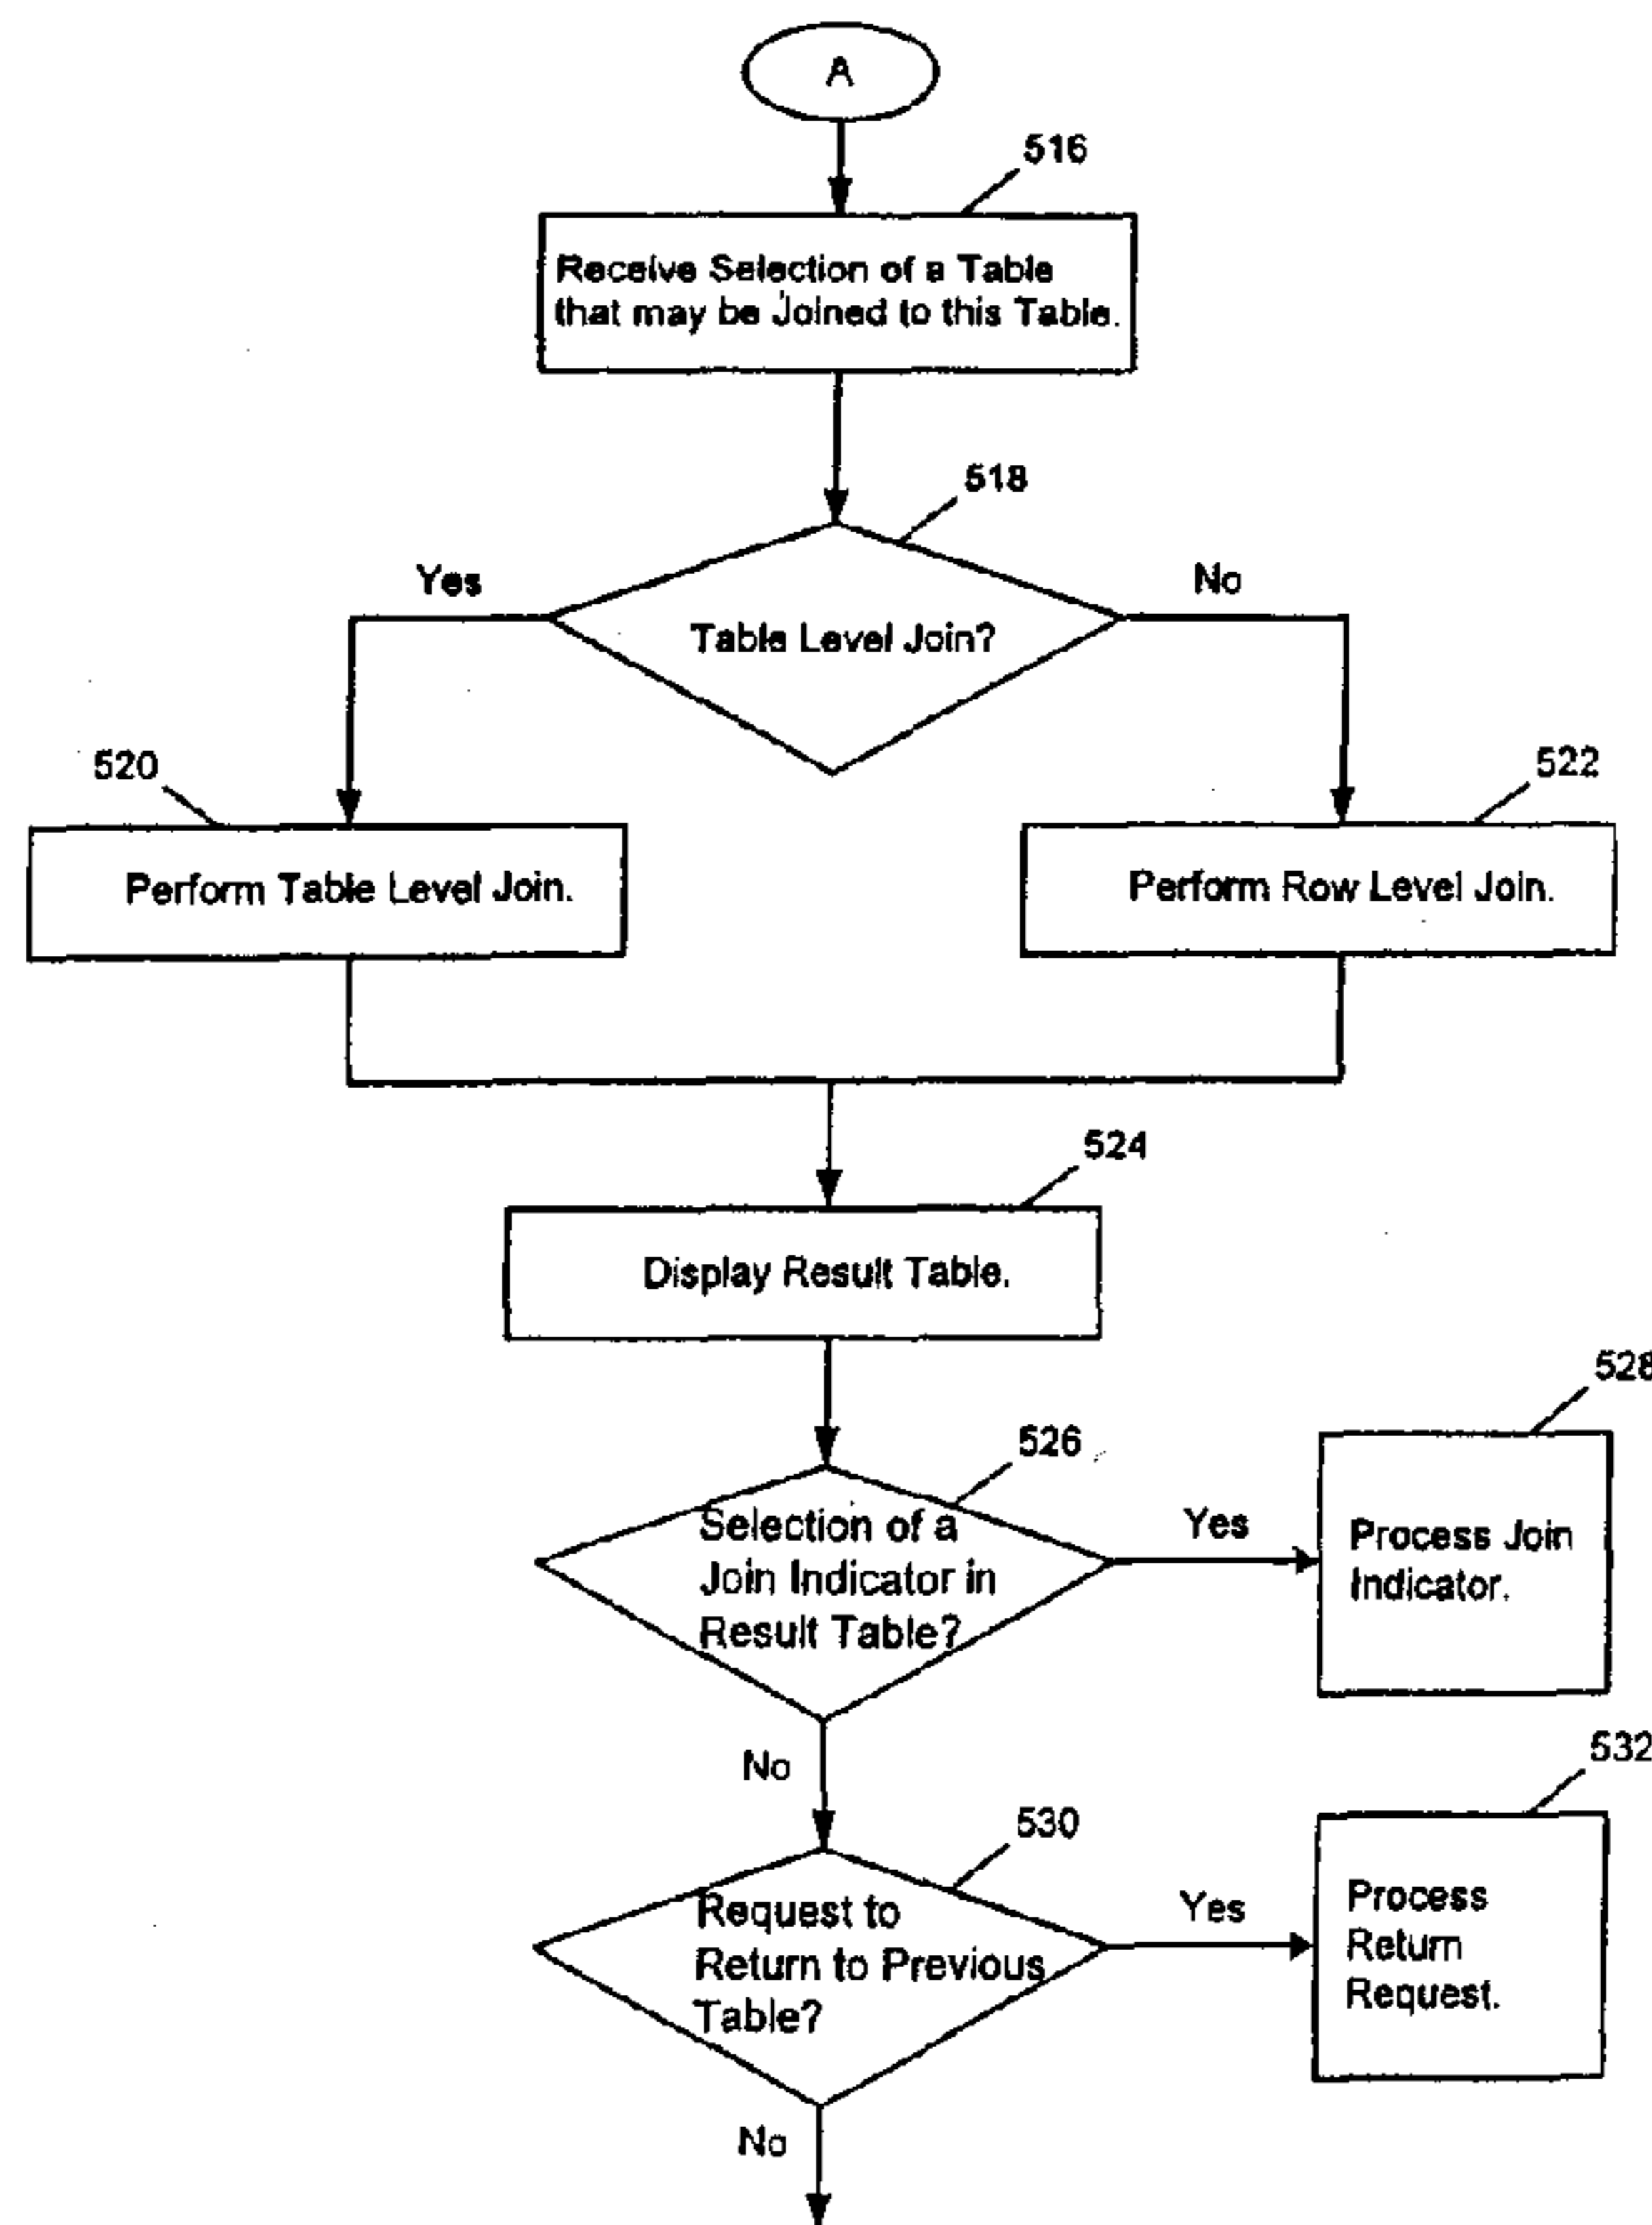 A
516
Receive Selection of a Table
that may be Joined to this Table.
518
Yes
No
Table Level Join?
520
522
Perform Table Level Join.
Perform Row Level Join.
524
Display Result Table.
528
526
Selection of a
Join Indicator in
Result Table?
Yes
Process Join
Indicator.
No
532
530
Request to
Return to Previous
Table?
Yes
Process
Return
Request.
No